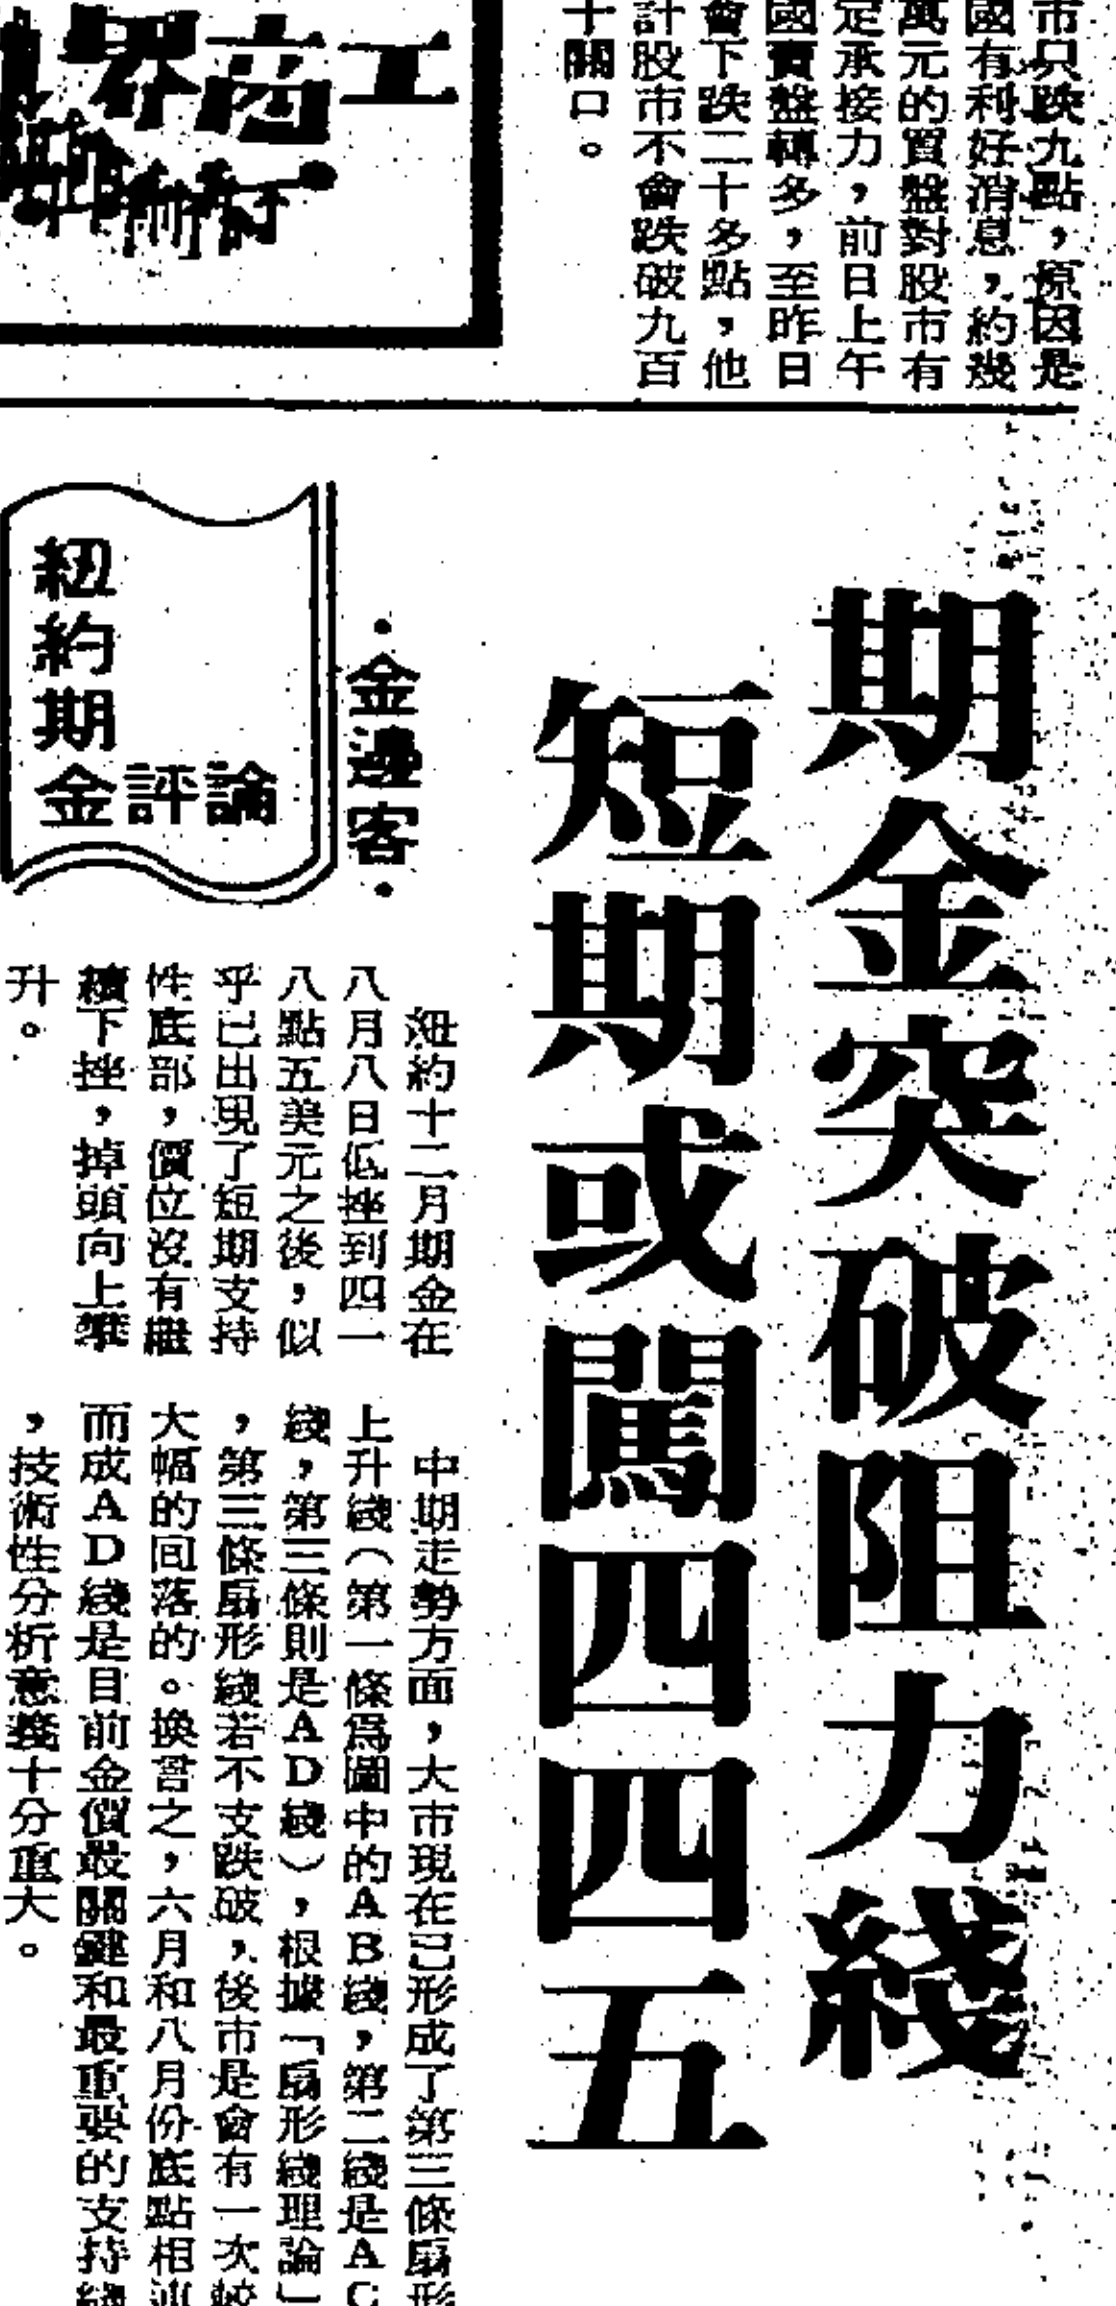 市只跌九點，原因是
國有利好消息，約幾
萬元的買盤對股市有
定承接力，前日上午
國賣盤轉多，至昨日
會下跌二十多點，他
計股市不會跌破九百
十關口。
工商界
期金突破阻力綫
短期或闖四四五
·金邊客·
紐約期金評論
紐約十二月期金在
八月八日低挫到四一
八點五美元之後，似
乎已出現了短期支持
性底部，價位沒有繼
續下挫，掉頭向上攀
升。
中期走勢方面，大市現在已形成了第三條扇形
上升綫（第一條爲圖中的ＡＢ綫，第二綫是ＡＣ
綫，第三條則是ＡＤ綫），根據「扇形綫理論」
，第三條扇形綫若不支跌破，後市是會有一次較
大幅的回落的。換言之，六月和八月份底點相連
而成ＡＤ綫是目前金價最關鍵和最重要的支持綫
，技術性分析意義十分重大。